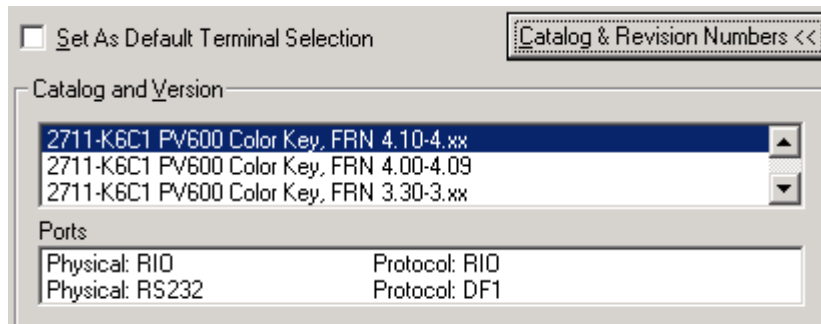 Set As Default Terminal Selection
Catalog & Revision Numbers <<
Catalog and Version
2711-K6C1 PV600 Color Key, FRN 4.10-4.xx
2711-K6C1 PV600 Color Key, FRN 4.00-4.09
2711-K6C1 PV600 Color Key, FRN 3.30-3.xx
Ports
Physical: RIO Protocol: RIO
Physical: RS232 Protocol: DF1